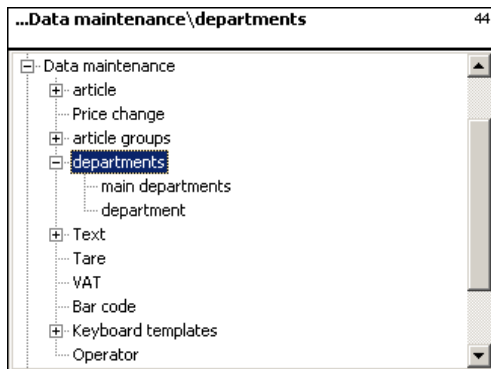 ...Data maintenance\departments 44
Data maintenance
article
Price change
article groups
departments
main departments
department
Text
Tare
VAT
Bar code
Keyboard templates
Operator